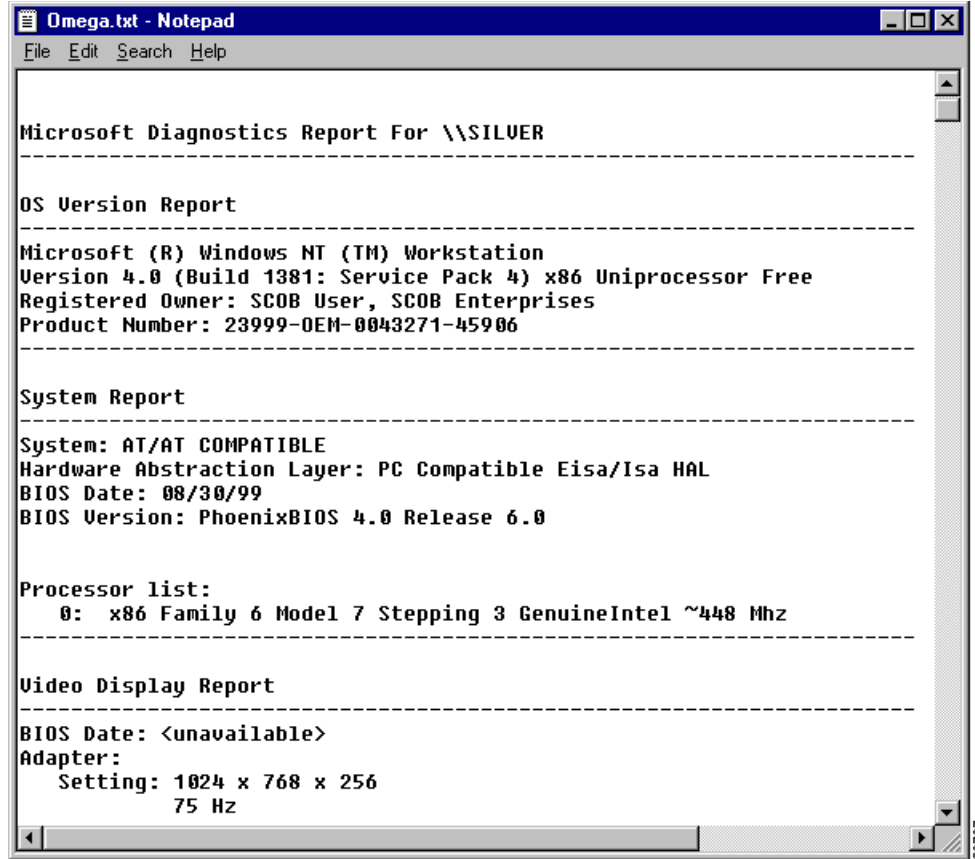 Omega.txt - Notepad
File Edit Search Help
Microsoft Diagnostics Report For \\SILVER
----------------------------------------------------------------------
OS Version Report
----------------------------------------------------------------------
Microsoft (R) Windows NT (TM) Workstation
Version 4.0 (Build 1381: Service Pack 4) x86 Uniprocessor Free
Registered Owner: SCOB User, SCOB Enterprises
Product Number: 23999-OEM-0043271-45906
----------------------------------------------------------------------
System Report
----------------------------------------------------------------------
System: AT/AT COMPATIBLE
Hardware Abstraction Layer: PC Compatible Eisa/Isa HAL
BIOS Date: 08/30/99
BIOS Version: PhoenixBIOS 4.0 Release 6.0
Processor list:
0: x86 Family 6 Model 7 Stepping 3 GenuineIntel ~448 Mhz
----------------------------------------------------------------------
Video Display Report
----------------------------------------------------------------------
BIOS Date: <unavailable>
Adapter:
Setting: 1024 x 768 x 256
75 Hz